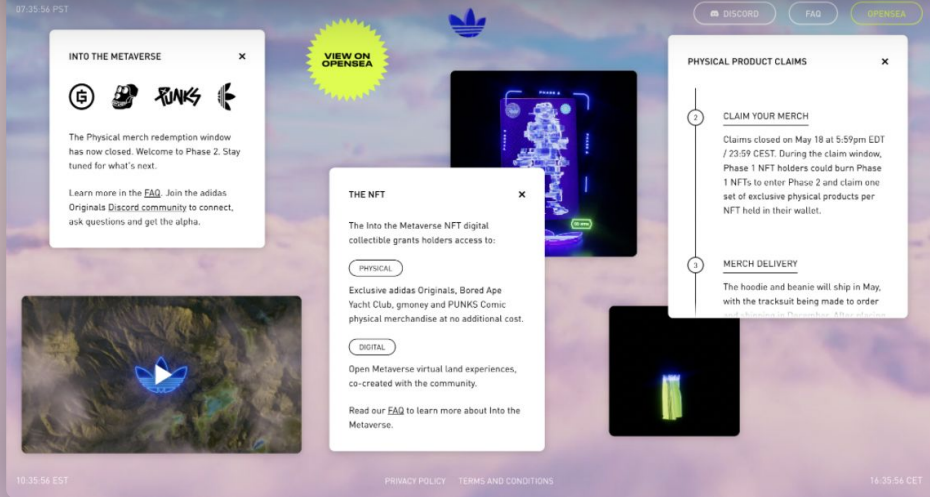 07:35:56 PST
DISCORD
FAQ
OPENSEA
INTO THE METAVERSE
PUNKS
The Physical merch redemption window
has now closed. Welcome to Phase 2. Stay
tuned for what's next.
Learn more in the FAQ. Join the adidas
Originals Discord community to connect,
ask questions and get the alpha.
VIEW ON
OPENSEA
PHASE 2
THE NFT
The Into the Metaverse NFT digital
collectible grants holders access to:
PHYSICAL
Exclusive adidas Originals, Bored Ape
Yacht Club, gmoney and PUNKS Comic
physical merchandise at no additional cost.
DIGITAL
Open Metaverse virtual land experiences,
co-created with the community.
Read our FAQ to learn more about Into the
Metaverse.
PHYSICAL PRODUCT CLAIMS
2
CLAIM YOUR MERCH
Claims closed on May 18 at 5:59pm EDT
/ 23:59 CEST. During the claim window,
Phase 1 NFT holders could burn Phase
1 NFTs to enter Phase 2 and claim one
set of exclusive physical products per
NFT held in their wallet.
3
MERCH DELIVERY
The hoodie and beanie will ship in May,
with the tracksuit being made to order
and shipping in December. After placing
10:35:56 EST
PRIVACY POLICY
TERMS AND CONDITIONS
16:35:56 CET